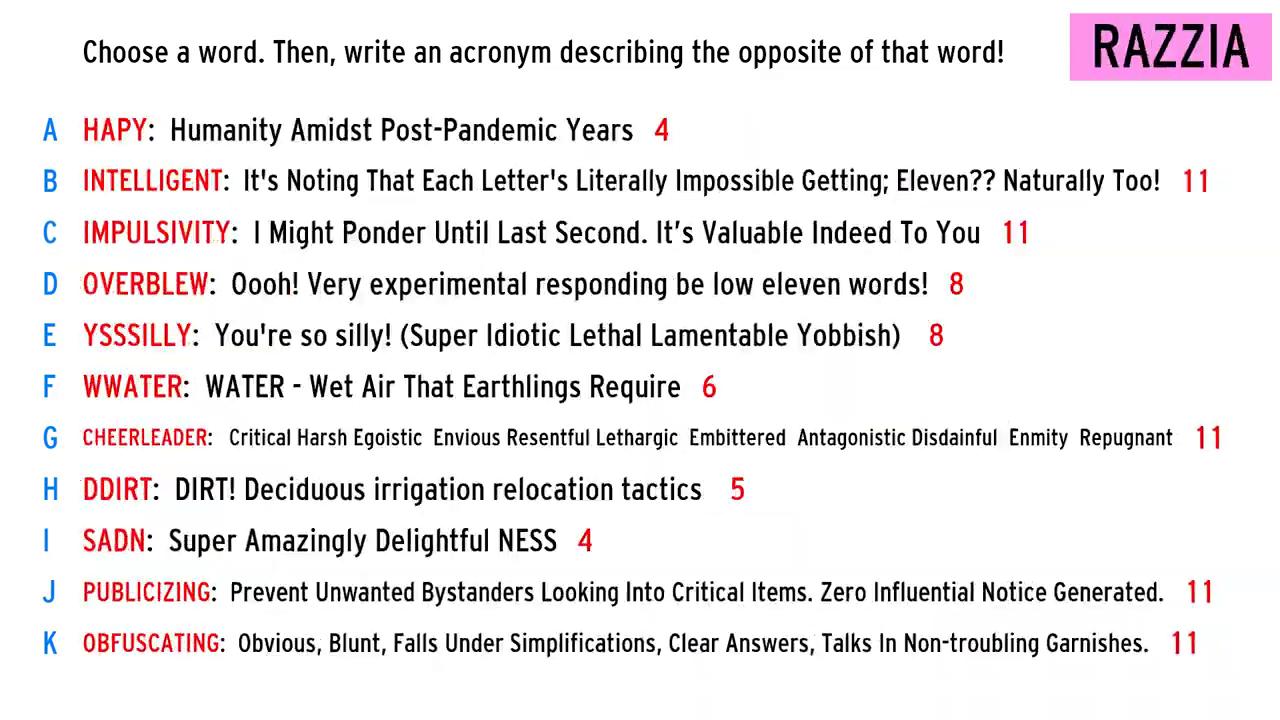 Choose a word. Then, write an acronym describing the opposite of that word!
RAZZIA
A HAPY: Humanity Amidst Post-Pandemic Years 4
B INTELLIGENT: It's Noting That Each Letter's Literally Impossible Getting; Eleven?? Naturally Too! 11
C IMPULSIVITY: I Might Ponder Until Last Second. It’s Valuable Indeed To You 11
D OVERBLEW: Oooh! Very experimental responding be low eleven words! 8
E YSSSILLY: You're so silly! (Super Idiotic Lethal Lamentable Yobbish) 8
F WWATER: WATER - Wet Air That Earthlings Require 6
G CHEERLEADER: Critical Harsh Egoistic Envious Resentful Lethargic Embittered Antagonistic Disdainful Enmity Repugnant 11
H DDIRT: DIRT! Deciduous irrigation relocation tactics 5
I SADN: Super Amazingly Delightful NESS 4
J PUBLICIZING: Prevent Unwanted Bystanders Looking Into Critical Items. Zero Influential Notice Generated. 11
K OBFUSCATING: Obvious, Blunt, Falls Under Simplifications, Clear Answers, Talks In Non-troubling Garnishes. 11